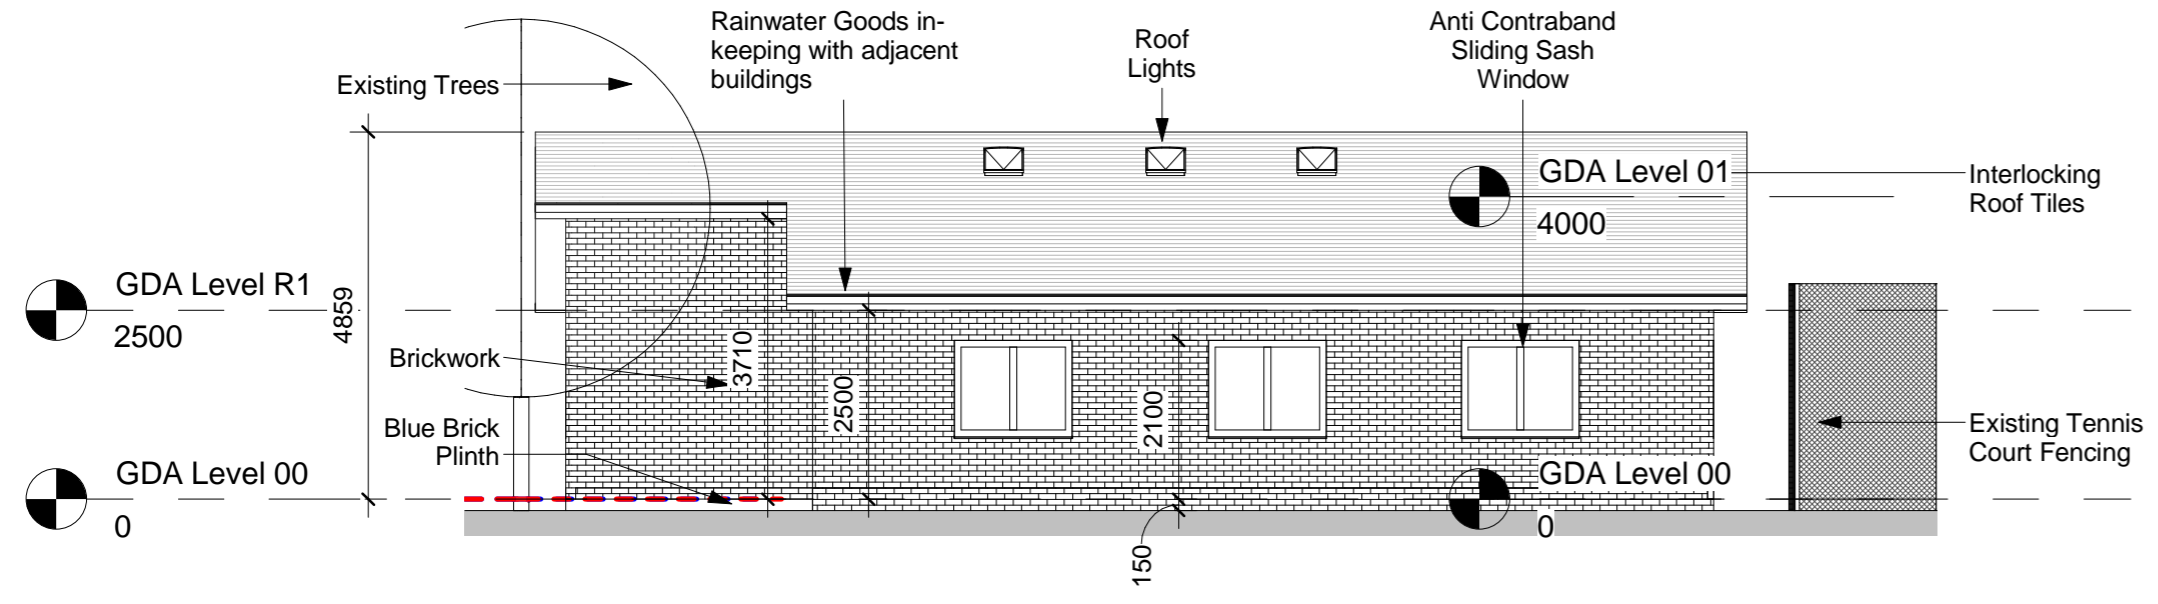 Rainwater Goods in-
keeping with adjacent
buildings
Roof
Lights
Anti Contraband
Sliding Sash
Window
Existing Trees
GDA Level 01
4000
Interlocking
Roof Tiles
GDA Level R1
2500
4859
Brickwork
3710
2500
2100
Blue Brick
Plinth
Existing Tennis
Court Fencing
GDA Level 00
0
GDA Level 00
0
150